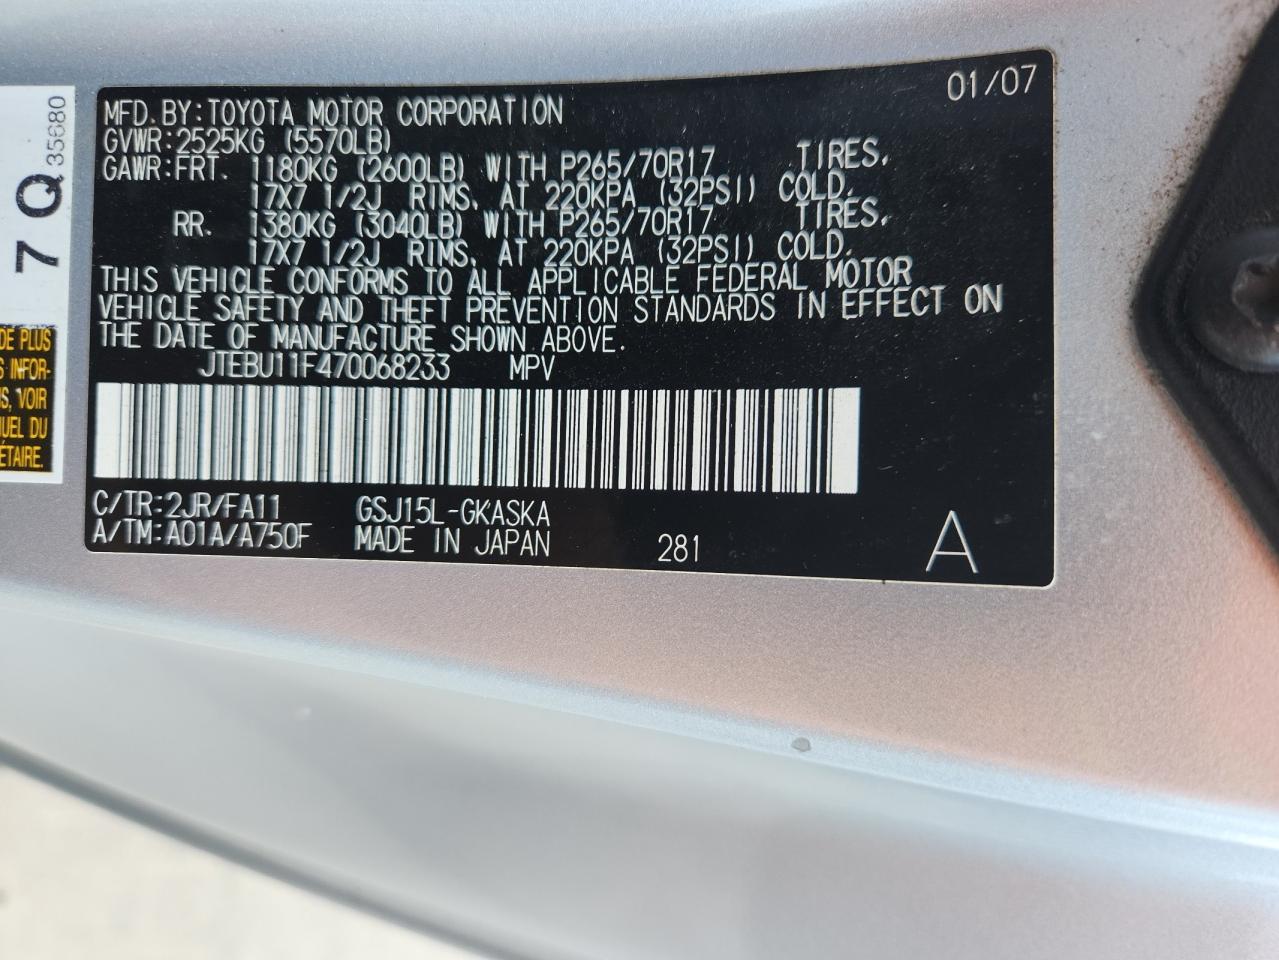 01/07
MFD.BY:TOYOTA MOTOR CORPORATION
GVWR:2525KG (5570LB)
GAWR:FRT. 1180KG (2600LB) WITH P265/70R17 TIRES,
17X7 1/2J RIMS, AT 220KPA (32PSI) COLD.
RR. 1380KG (3040LB) WITH P265/70R17 TIRES,
17X7 1/2J RIMS, AT 220KPA (32PSI) COLD.
THIS VEHICLE CONFORMS TO ALL APPLICABLE FEDERAL MOTOR
VEHICLE SAFETY AND THEFT PREVENTION STANDARDS IN EFFECT ON
THE DATE OF MANUFACTURE SHOWN ABOVE.
JTEBU11F470068233 MPV
C/TR:2JR/FA11 GSJ15L-GKASKA
A/TM:A01A/A750F MADE IN JAPAN 281 A
7 Q 35680
DE PLUS
INFOR-
S, VOIR
UEL DU
ÉTAIRE.